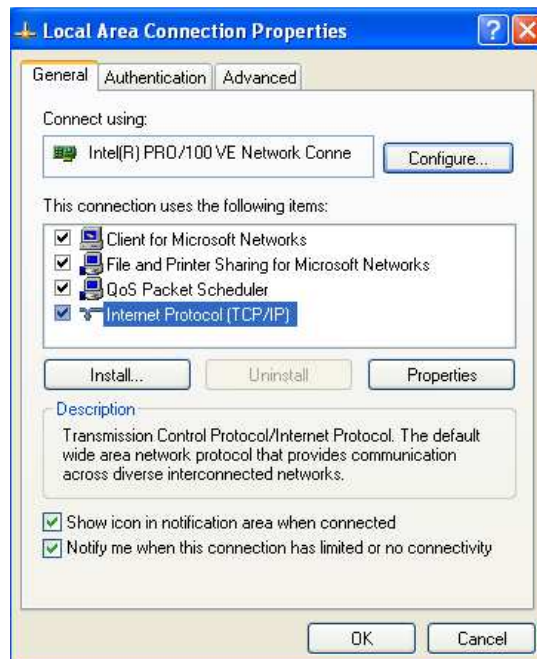 Local Area Connection Properties
General Authentication Advanced
Connect using:
Intel(R) PRO/100 VE Network Conne
Configure...
This connection uses the following items:
Client for Microsoft Networks
File and Printer Sharing for Microsoft Networks
QoS Packet Scheduler
Internet Protocol (TCP/IP)
Install... Uninstall Properties
Description
Transmission Control Protocol/Internet Protocol. The default
wide area network protocol that provides communication
across diverse interconnected networks.
Show icon in notification area when connected
Notify me when this connection has limited or no connectivity
OK Cancel